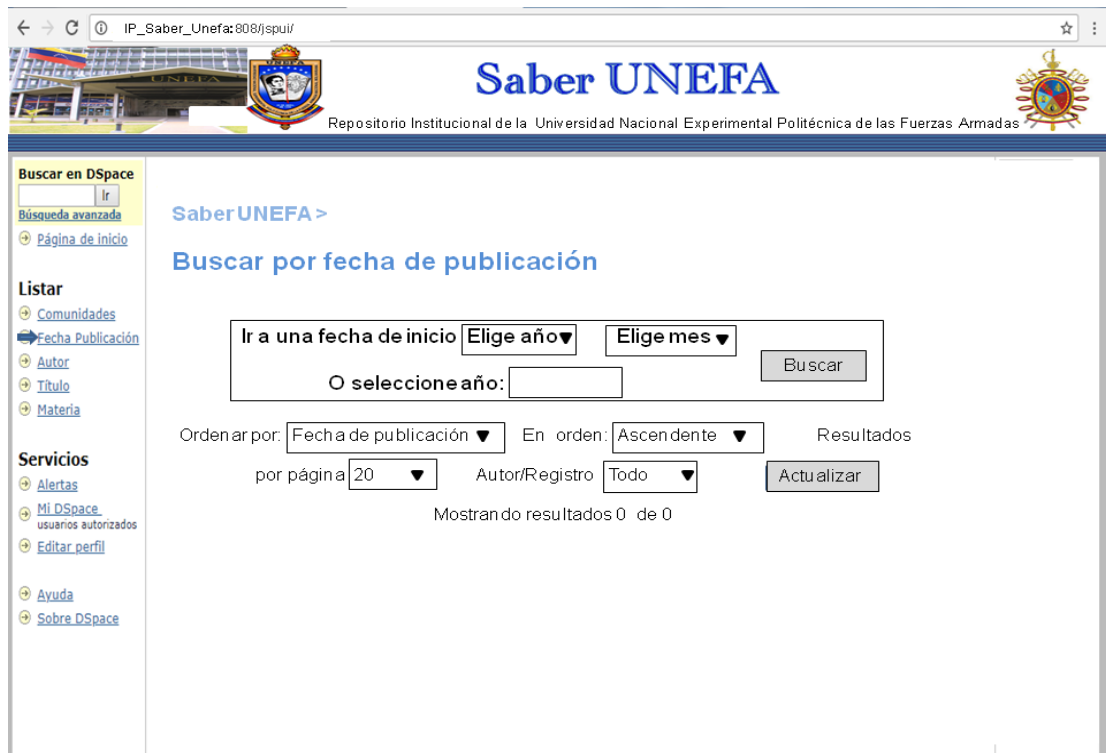 IP_Saber_Unefa:808/jspui/
UNEFA
UNEFA
Saber UNEFA
Repositorio Institucional de la Universidad Nacional Experimental Politécnica de las Fuerzas Armadas
Buscar en DSpace
Ir
Búsqueda avanzada
Página de inicio
Listar
Comunidades
Fecha Publicación
Autor
Título
Materia
Servicios
Alertas
Mi DSpace
usuarios autorizados
Editar perfil
Ayuda
Sobre DSpace
SaberUNEFA >
Buscar por fecha de publicación
Ir a una fecha de inicio Elige año Elige mes
Buscar
O seleccione año:
Ordenar por: Fecha de publicación En orden: Ascendente Resultados
por página 20 Autor/Registro Todo Actualizar
Mostrando resultados 0 de 0